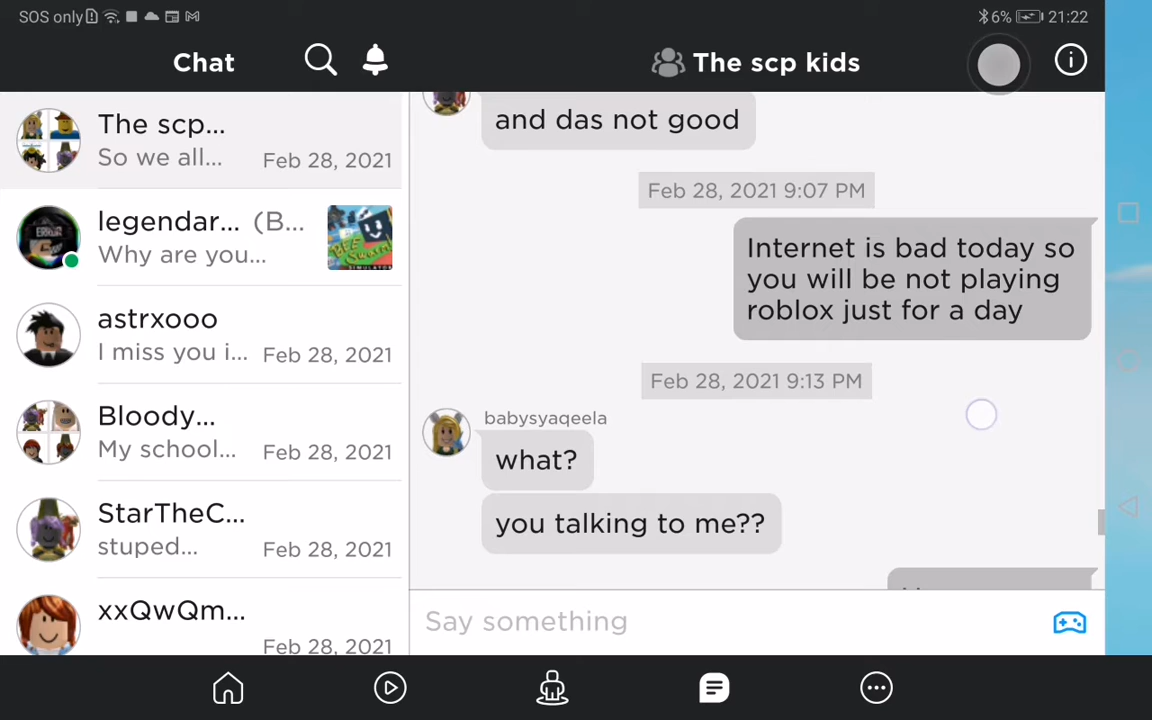 SOS only
6%
21:22
Chat
The scp kids
The scp...
So we all...
Feb 28, 2021
legendar... (B...
Why are you...
BEE SWARM
SIMULATOR
astrxooo
I miss you i...
Feb 28, 2021
Bloody...
My school...
Feb 28, 2021
StarTheC...
stuped...
Feb 28, 2021
xxQwQm...
Feb 28, 2021
and das not good
Feb 28, 2021 9:07 PM
Internet is bad today so
you will be not playing
roblox just for a day
Feb 28, 2021 9:13 PM
babysyaqeela
what?
you talking to me??
Say something